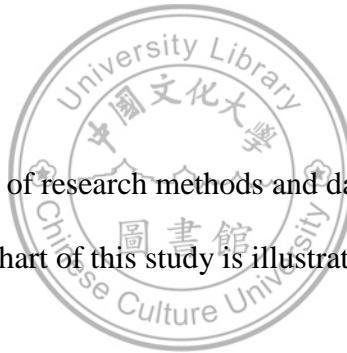 University Library
中國文化大學
of research methods and da
圖書館
hart of this study is illustrat
Chinese Culture University